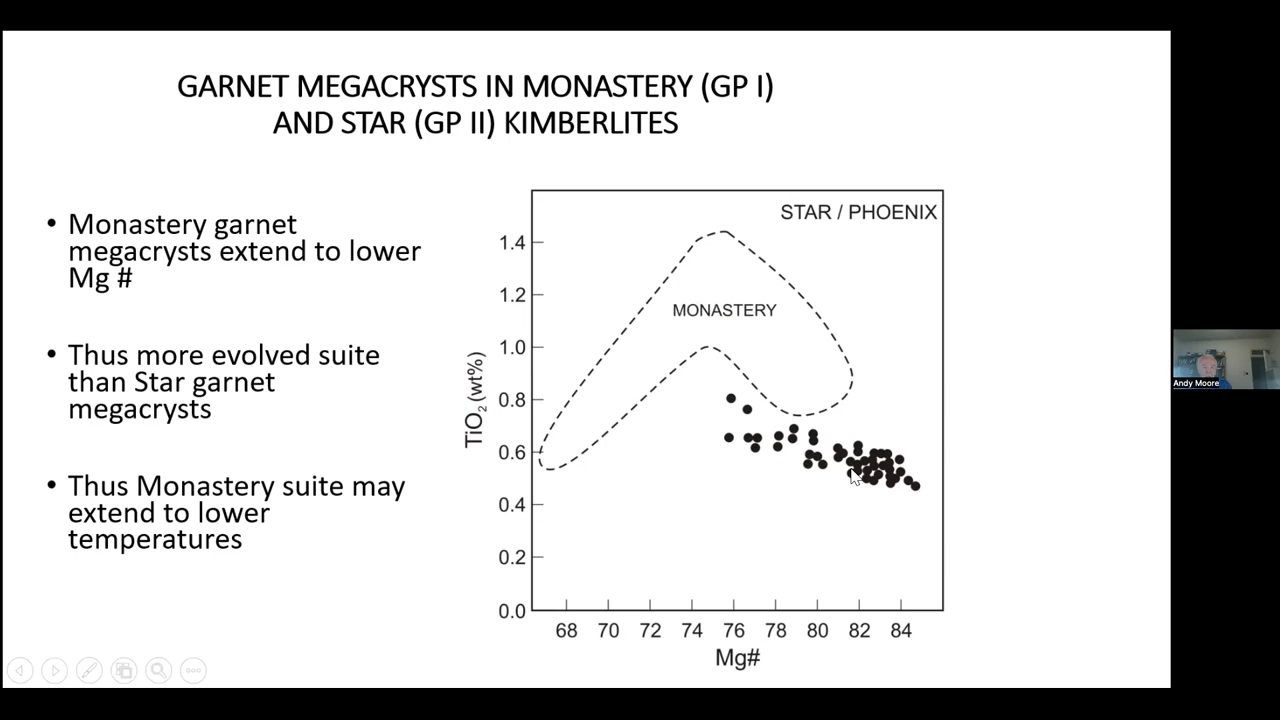 GARNET MEGACRYSTS IN MONASTERY (GP I)
AND STAR (GP II) KIMBERLITES
• Monastery garnet
megacrysts extend to lower
Mg #
• Thus more evolved suite
than Star garnet
megacrysts
• Thus Monastery suite may
extend to lower
temperatures
STAR / PHOENIX
MONASTERY
TiO₂ (wt%)
1.4
1.2
1.0
0.8
0.6
0.4
0.2
0.0
68 70 72 74 76 78 80 82 84
Mg#
Andy Moore